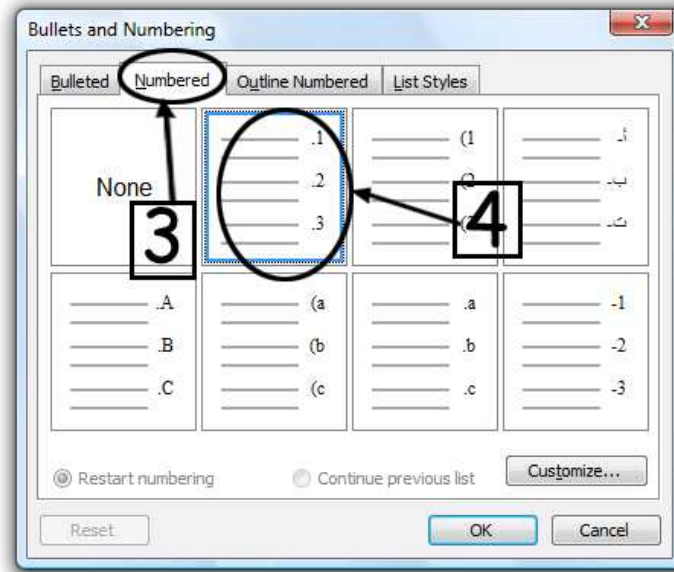 Bullets and Numbering
Bulleted Numbered Outline Numbered List Styles
None
.1
.2
.3
(1
(2
أ-
ب-
ت-
3
4
.A
.B
.C
(a
(b
(c
.a
.b
.c
-1
-2
-3
Restart numbering Continue previous list Customize...
Reset OK Cancel